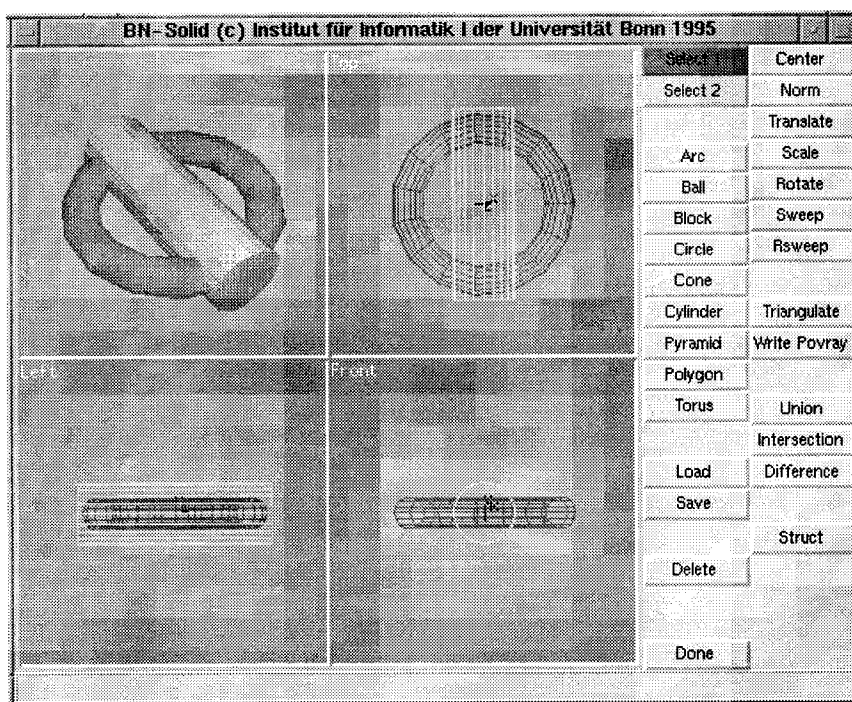 BN-Solid (c) Institut für Informatik I der Universität Bonn 1995
Top
Left
Front
Select 1
Center
Select 2
Norm
Translate
Arc
Scale
Ball
Rotate
Block
Sweep
Circle
Rsweep
Cone
Cylinder
Triangulate
Pyramid
Write Povray
Polygon
Torus
Union
Intersection
Load
Difference
Save
Struct
Delete
Done